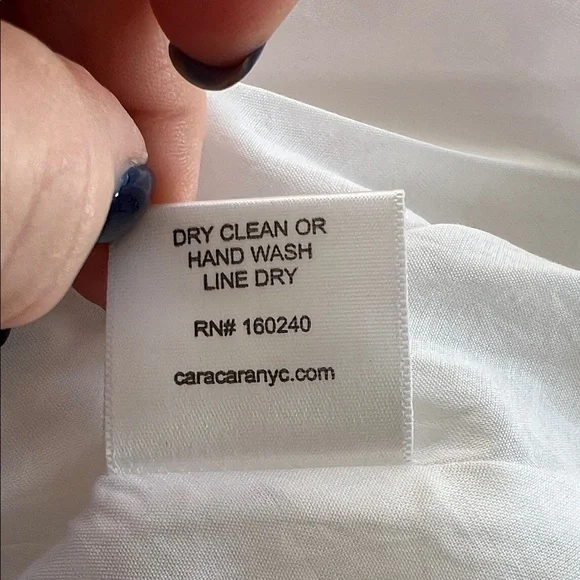 DRY CLEAN OR
HAND WASH
LINE DRY
RN# 160240
caracaranyc.com